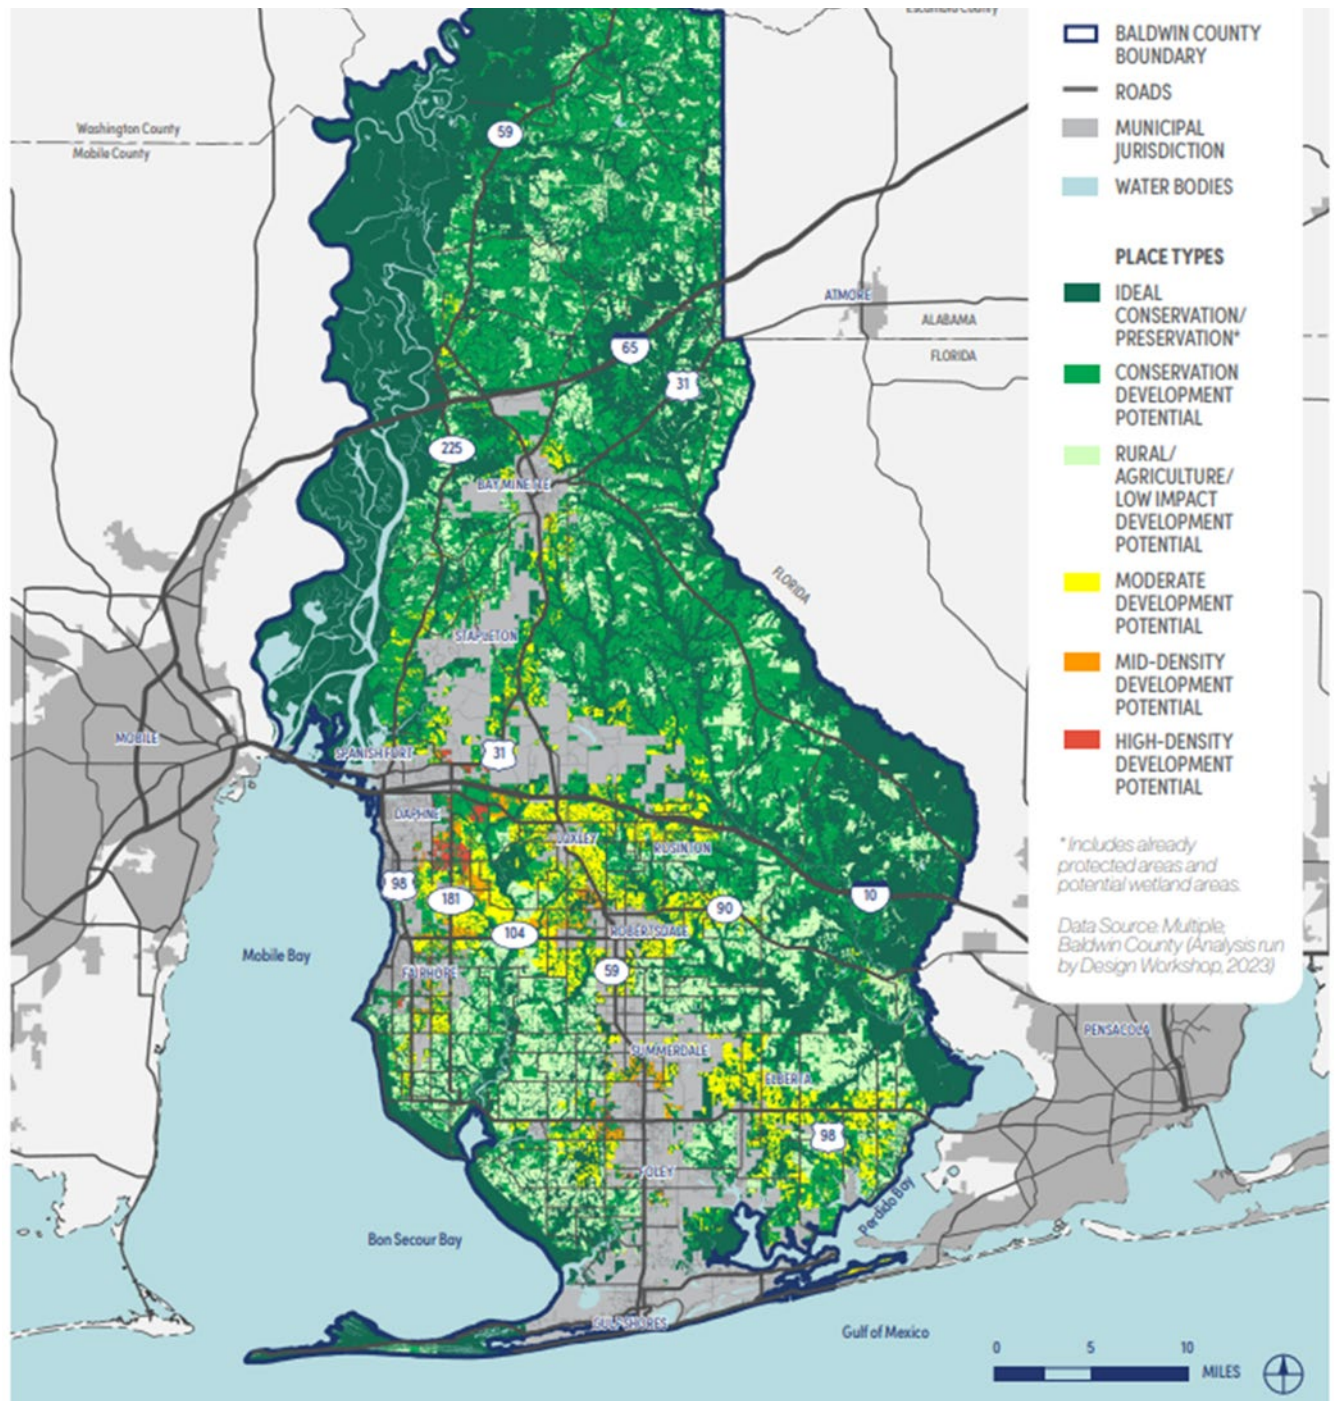 Escambia County
Washington County
Mobile County
59
ATMORE
ALABAMA
65
FLORIDA
31
225
BAY MINETTE
FLORIDA
STAPLETON
MOBILE
SPANISH FORT
31
DAPHNE
LOXLEY
ROSINTON
98
181
10
90
104
ROBERTSDALE
Mobile Bay
59
FAIRHOPE
PENSACOLA
SUMMERDALE
ELBERTA
98
FOLEY
Perdido Bay
Bon Secour Bay
GULF SHORES
Gulf of Mexico
BALDWIN COUNTY
BOUNDARY
ROADS
MUNICIPAL
JURISDICTION
WATER BODIES
PLACE TYPES
IDEAL
CONSERVATION/
PRESERVATION*
CONSERVATION
DEVELOPMENT
POTENTIAL
RURAL/
AGRICULTURE/
LOW IMPACT
DEVELOPMENT
POTENTIAL
MODERATE
DEVELOPMENT
POTENTIAL
MID-DENSITY
DEVELOPMENT
POTENTIAL
HIGH-DENSITY
DEVELOPMENT
POTENTIAL
* Includes already
protected areas and
potential wetland areas.
Data Source: Multiple;
Baldwin County (Analysis run
by Design Workshop, 2023)
0 5 10
MILES